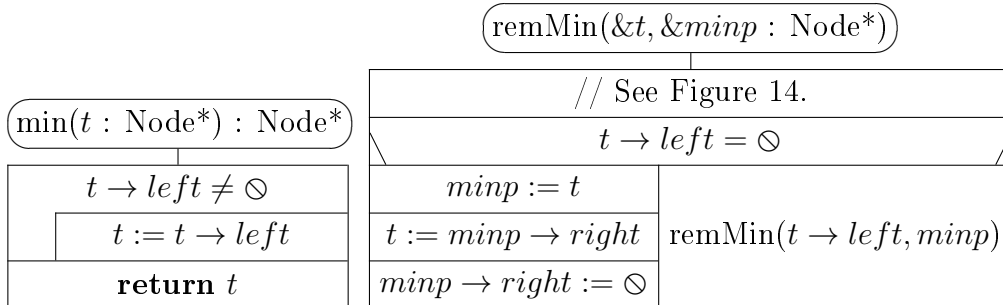 min(t : Node*) : Node*
t → left ≠ ⊘
t := t → left
return t
remMin(&t, &minp : Node*)
// See Figure 14.
t → left = ⊘
minp := t
t := minp → right
minp → right := ⊘
remMin(t → left, minp)